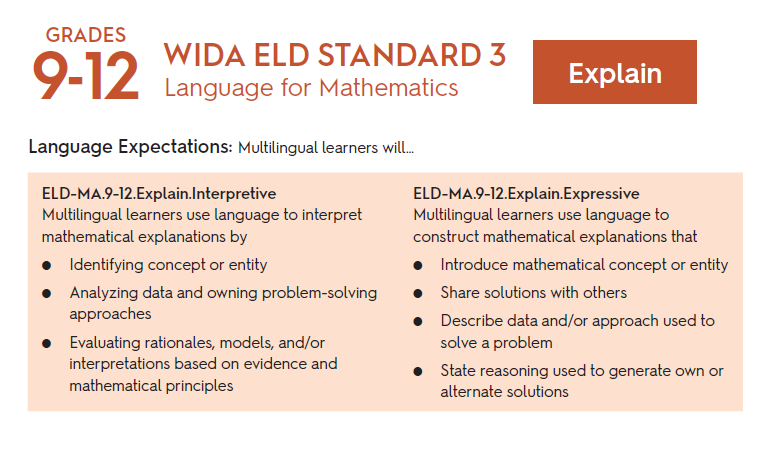 GRADES
9-12
WIDA ELD STANDARD 3
Language for Mathematics
Explain
Language Expectations: Multilingual learners will...
ELD-MA.9-12.Explain.Interpretive
Multilingual learners use language to interpret
mathematical explanations by
● Identifying concept or entity
● Analyzing data and owning problem-solving
approaches
● Evaluating rationales, models, and/or
interpretations based on evidence and
mathematical principles
ELD-MA.9-12.Explain.Expressive
Multilingual learners use language to
construct mathematical explanations that
● Introduce mathematical concept or entity
● Share solutions with others
● Describe data and/or approach used to
solve a problem
● State reasoning used to generate own or
alternate solutions